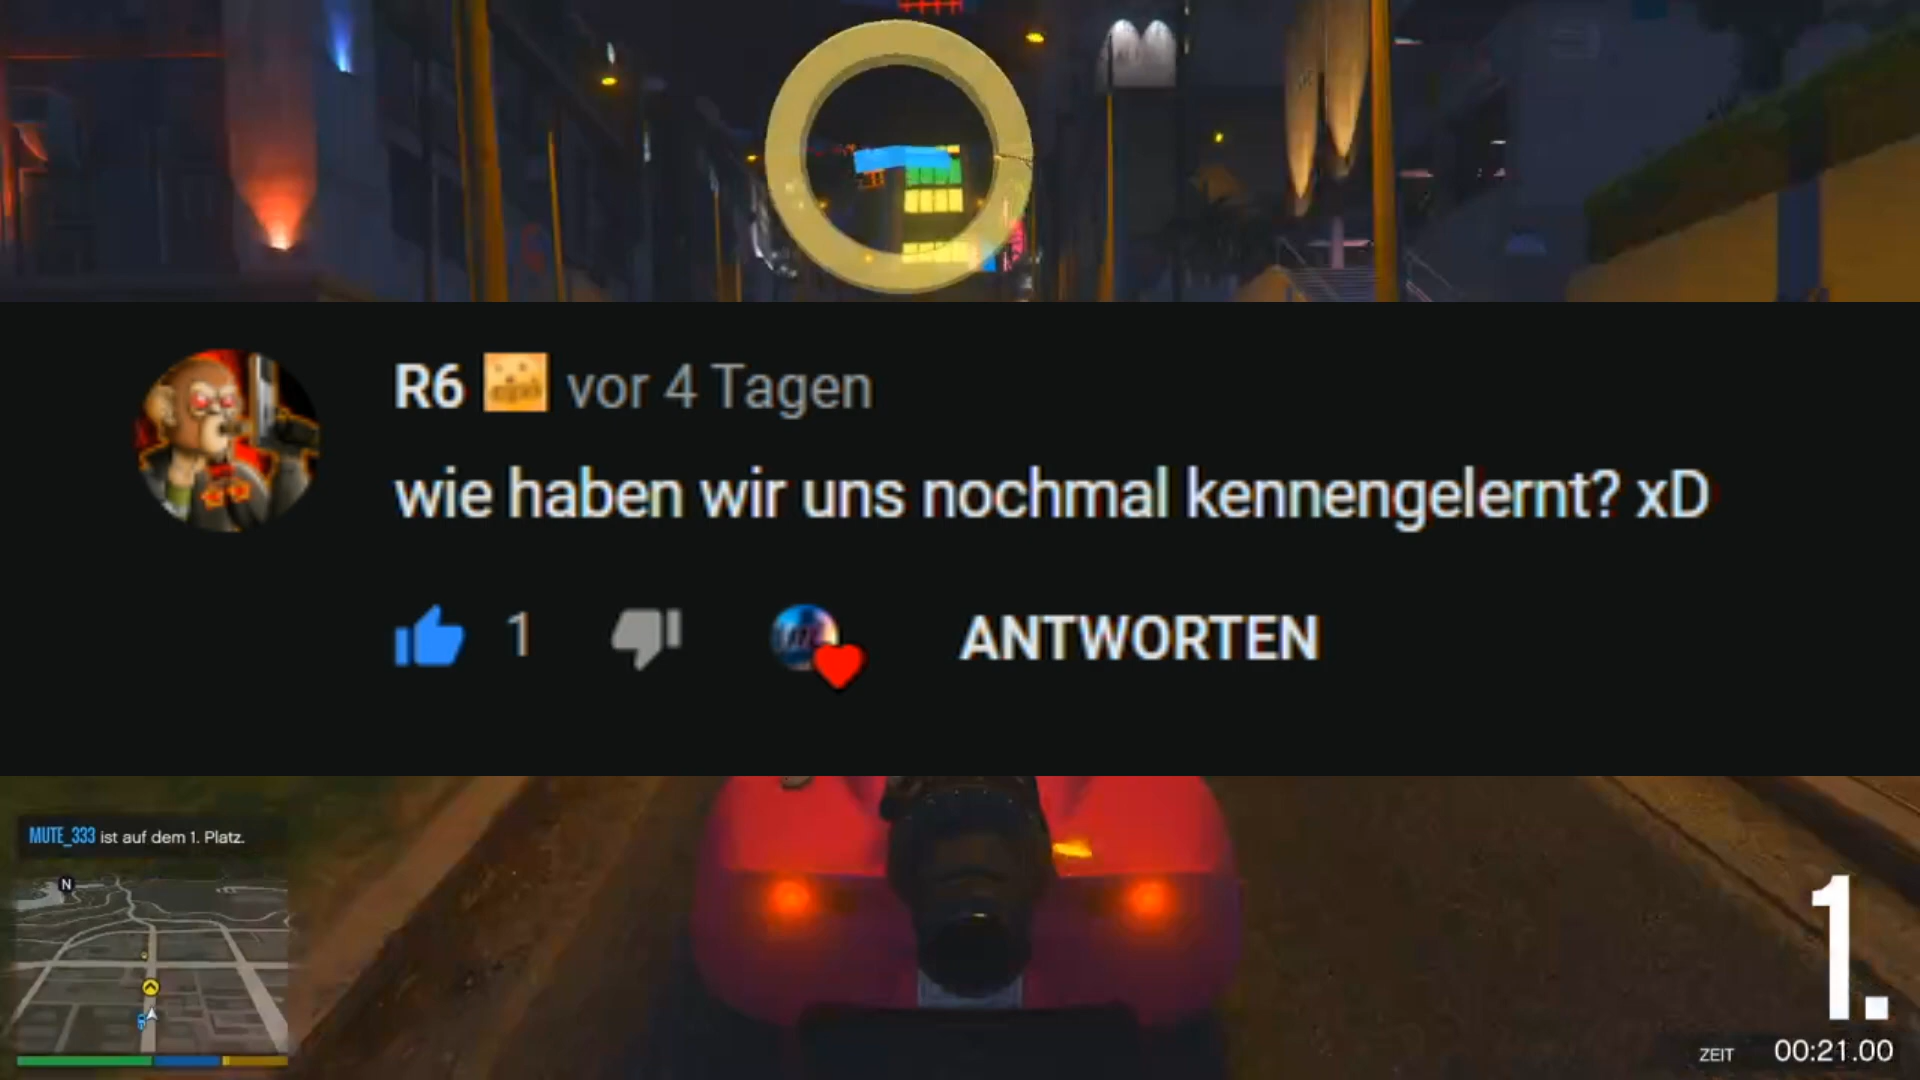 R6 vor 4 Tagen
wie haben wir uns nochmal kennengelernt? xD
1
ANTWORTEN
MUTE_333 ist auf dem 1. Platz.
N
1.
ZEIT 00:21.00